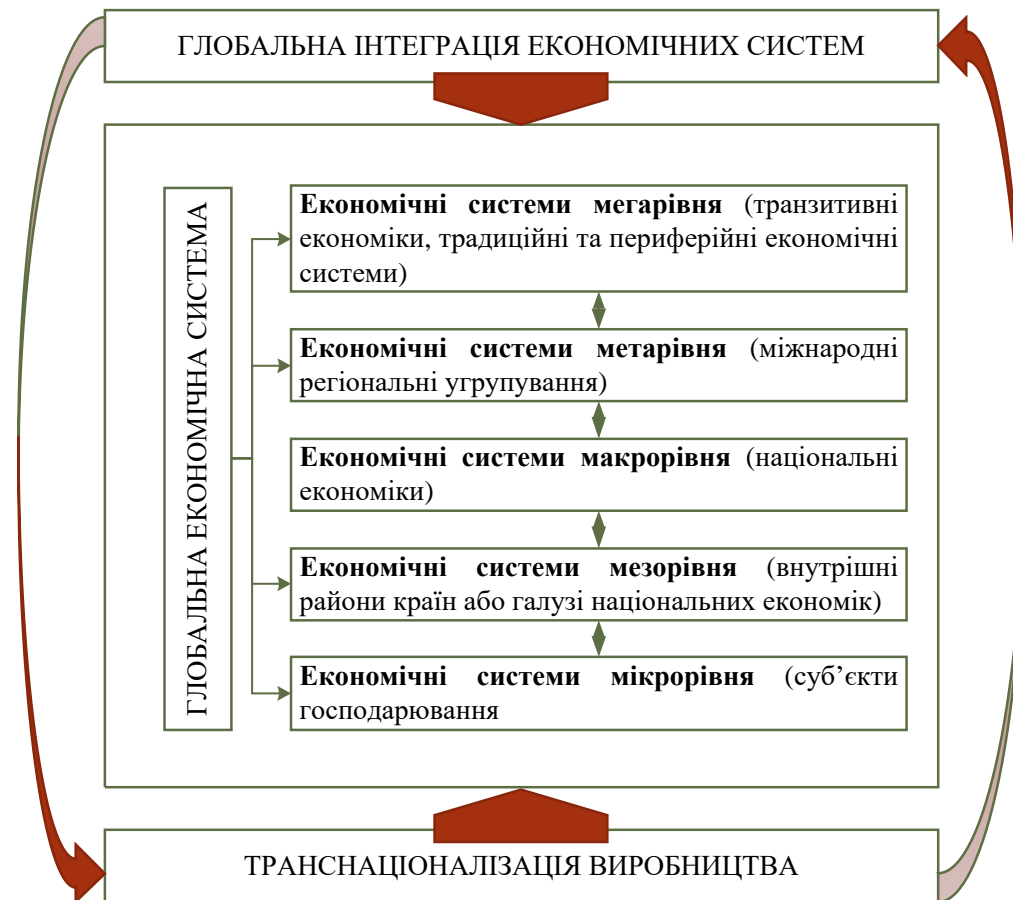 ГЛОБАЛЬНА ІНТЕГРАЦІЯ ЕКОНОМІЧНИХ СИСТЕМ
ГЛОБАЛЬНА ЕКОНОМІЧНА СИСТЕМА
Економічні системи мегарівня (транзитивні
економіки, традиційні та периферійні економічні
системи)
Економічні системи метарівня (міжнародні
регіональні угрупування)
Економічні системи макрорівня (національні
економіки)
Економічні системи мезорівня (внутрішні
райони країн або галузі національних економік)
Економічні системи мікрорівня (суб’єкти
господарювання
ТРАНСНАЦІОНАЛІЗАЦІЯ ВИРОБНИЦТВА